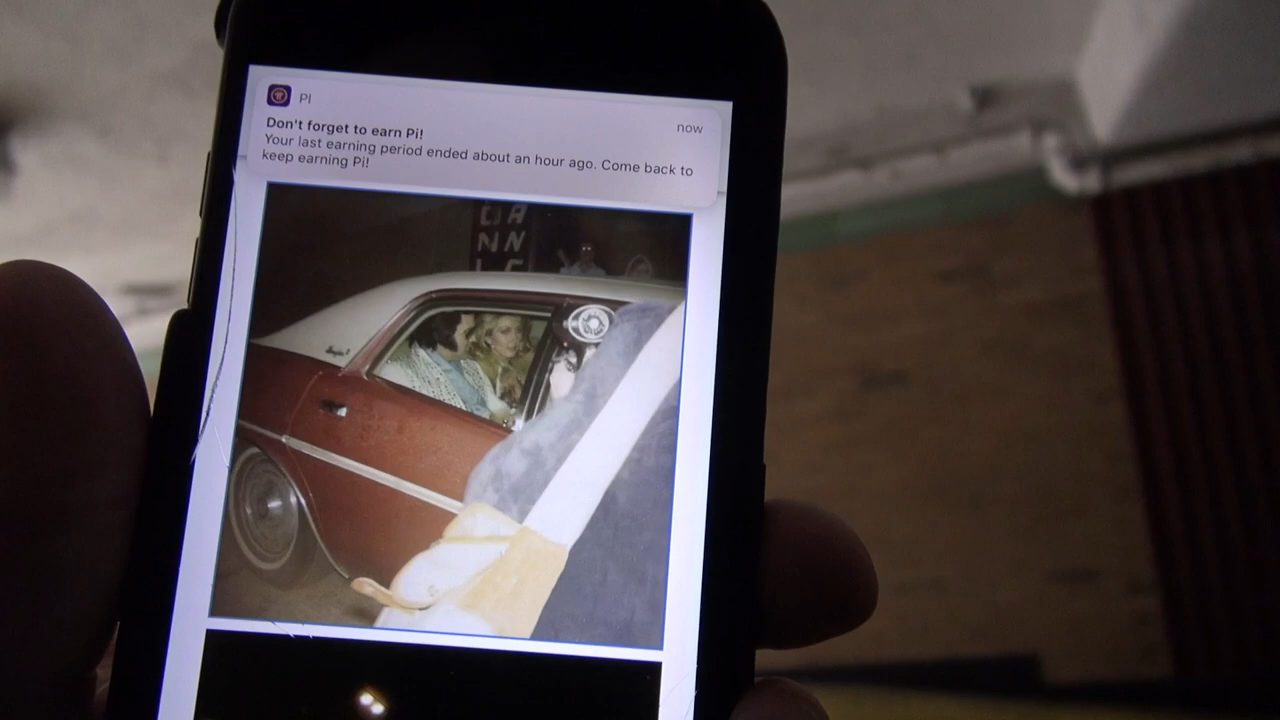 PI
now
Don't forget to earn Pi!
Your last earning period ended about an hour ago. Come back to
keep earning Pi!